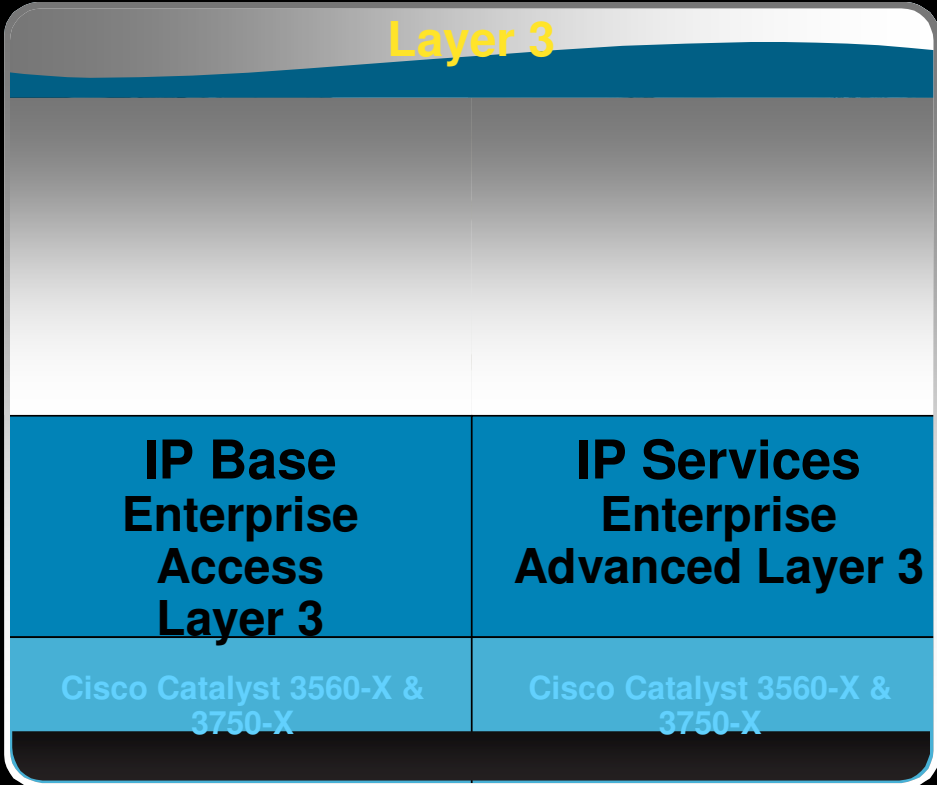 Layer 3
IP Base
Enterprise
Access
Layer 3
IP Services
Enterprise
Advanced Layer 3
Cisco Catalyst 3560-X &
3750-X
Cisco Catalyst 3560-X &
3750-X